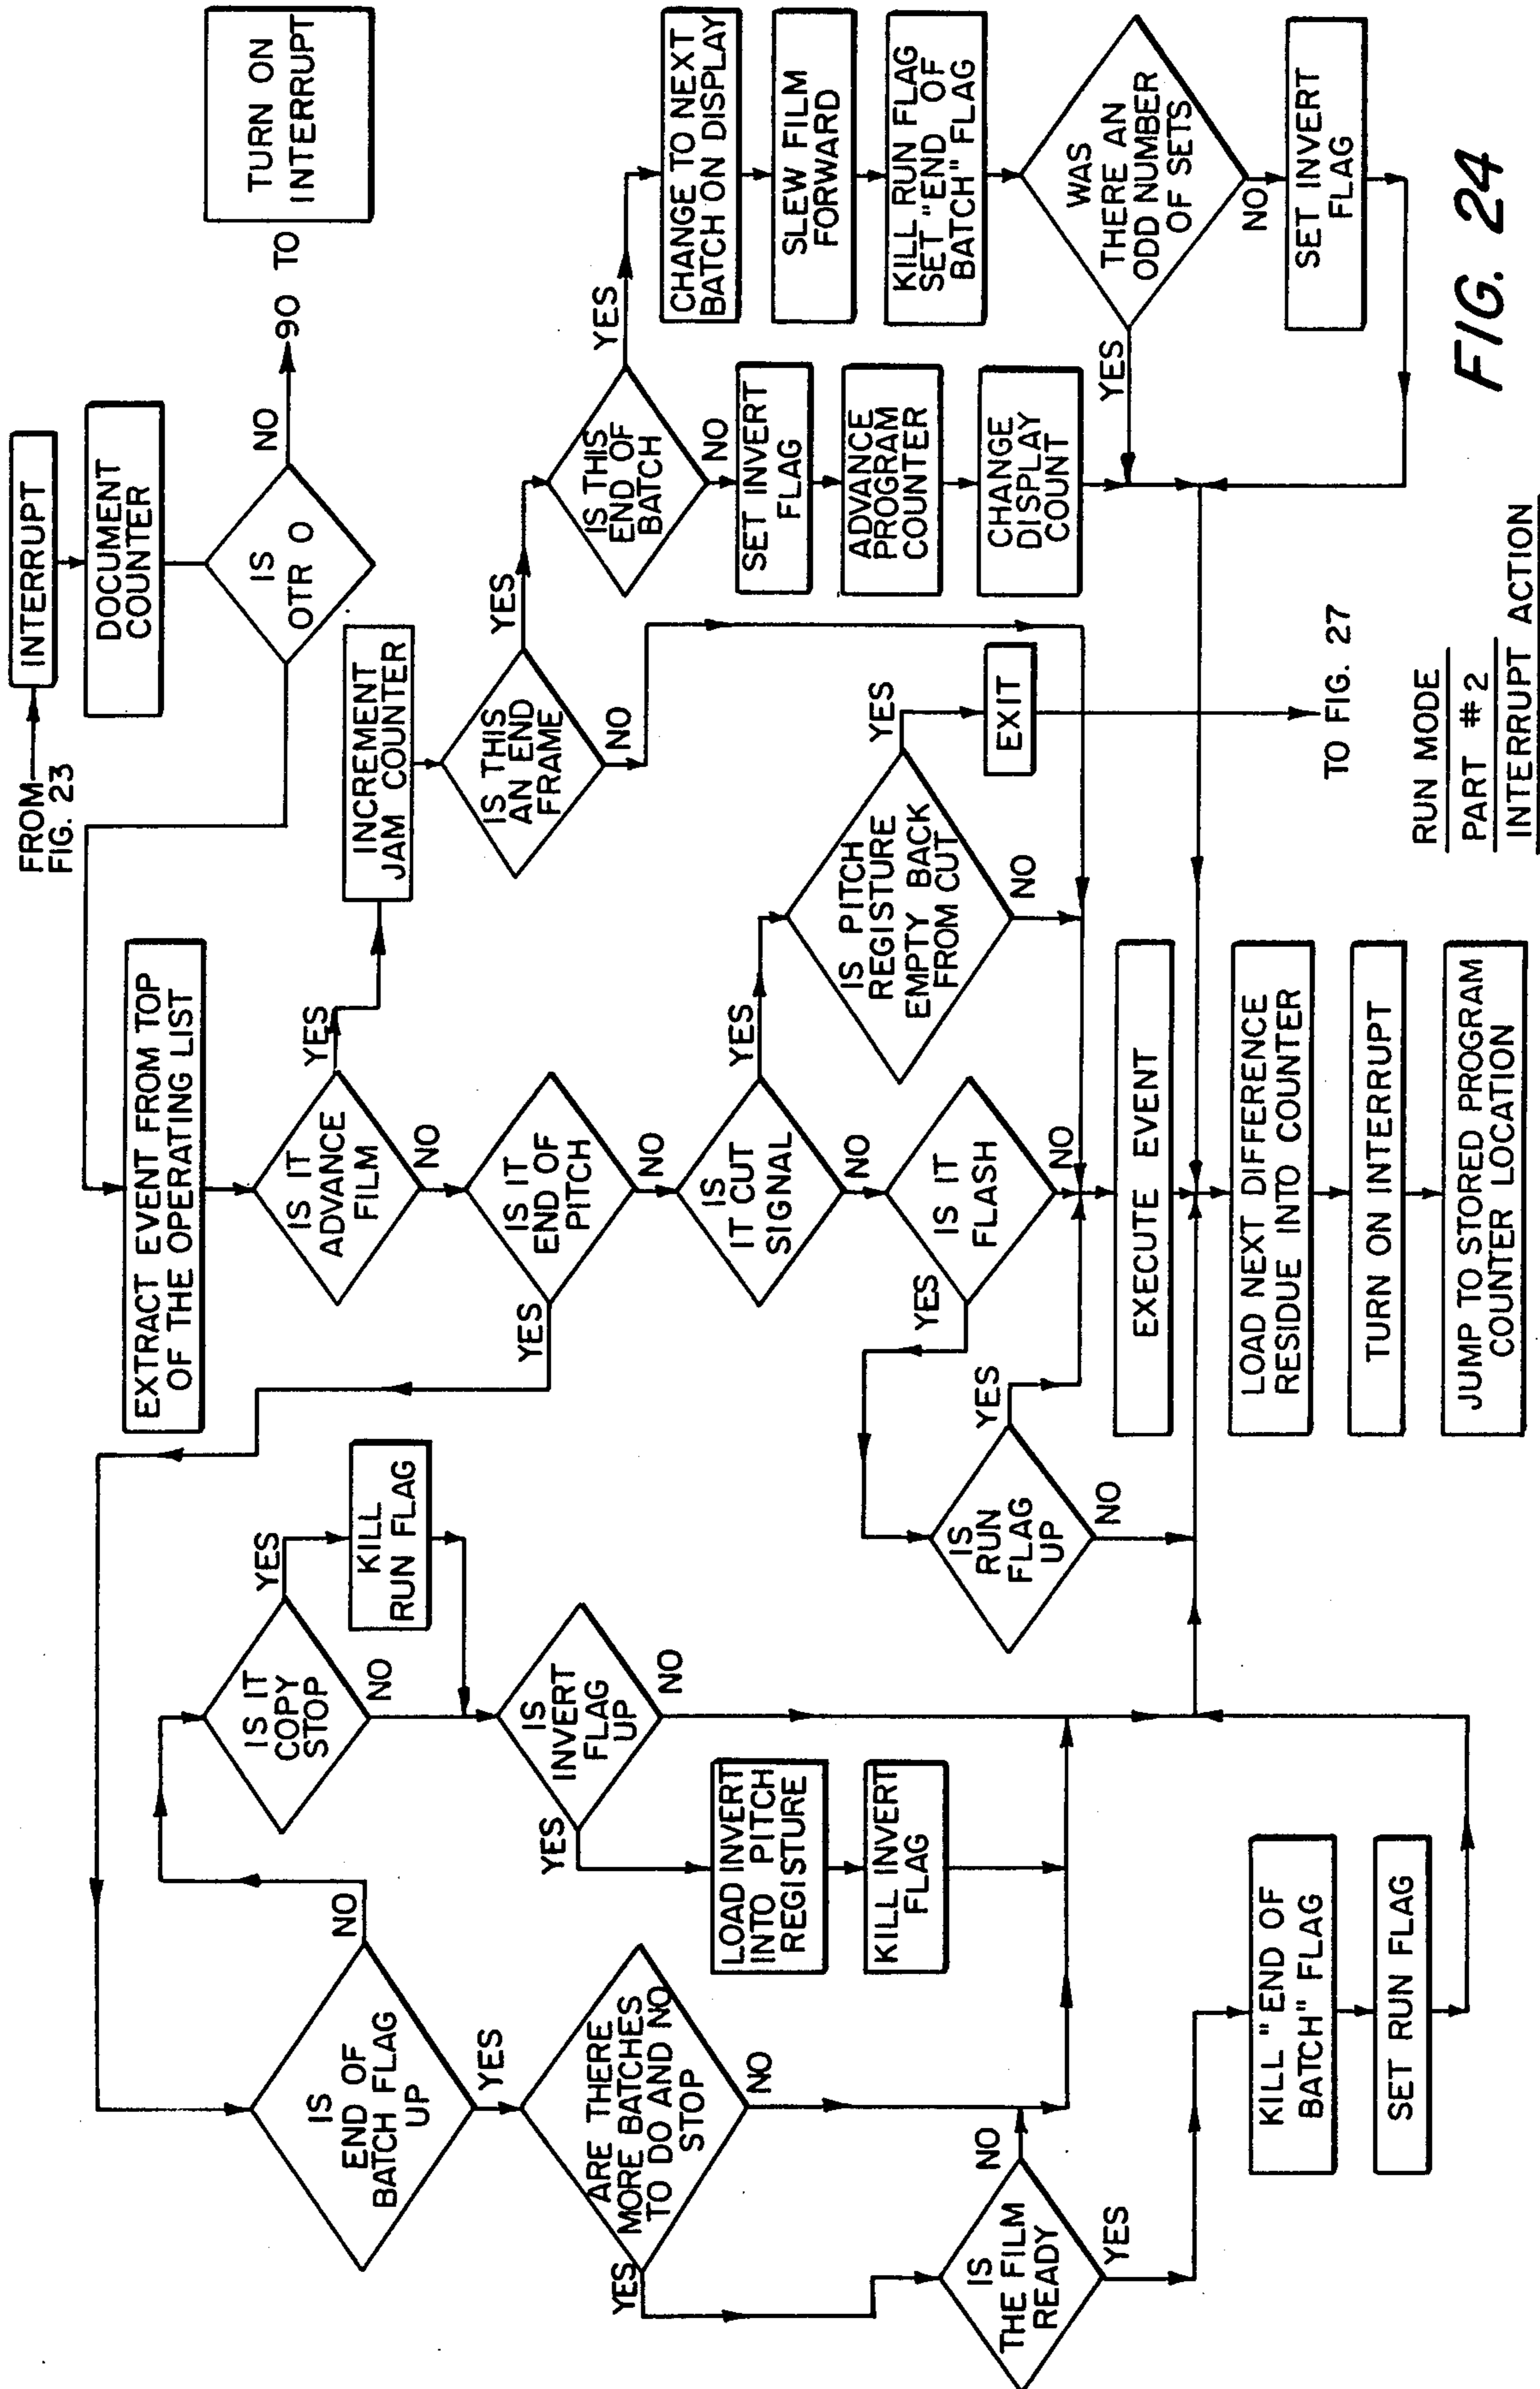 FROM
FIG. 23
INTERRUPT
DOCUMENT
COUNTER
IS
OTR O
NO
90 TO
TURN ON
INTERRUPT
EXTRACT EVENT FROM TOP
OF THE OPERATING LIST
IS IT
ADVANCE
FILM
YES
NO
INCREMENT
JAM COUNTER
IS THIS
AN END
FRAME
YES
NO
IS THIS
END OF
BATCH
YES
NO
CHANGE TO NEXT
BATCH ON DISPLAY
SLEW FILM
FORWARD
KILL RUN FLAG
SET "END OF
BATCH" FLAG
WAS
THERE AN
ODD NUMBER
OF SETS
YES
NO
SET INVERT
FLAG
SET INVERT
FLAG
ADVANCE
PROGRAM
COUNTER
CHANGE
DISPLAY
COUNT
IS IT
END OF
PITCH
YES
NO
IS
IT CUT
SIGNAL
YES
NO
IS PITCH
REGISTURE
EMPTY BACK
FROM CUT
YES
NO
EXIT
TO FIG. 27
IS IT
FLASH
YES
NO
IS
RUN
FLAG
UP
YES
NO
EXECUTE EVENT
LOAD NEXT DIFFERENCE
RESIDUE INTO COUNTER
TURN ON INTERRUPT
JUMP TO STORED PROGRAM
COUNTER LOCATION
IS
END OF
BATCH FLAG
UP
NO
YES
IS IT
COPY
STOP
YES
NO
KILL
RUN FLAG
IS
INVERT
FLAG
UP
YES
NO
LOAD INVERT
INTO PITCH
REGISTURE
KILL INVERT
FLAG
ARE THERE
MORE BATCHES
TO DO AND NO
STOP
YES
NO
IS
THE FILM
READY
NO
YES
KILL "END OF
BATCH" FLAG
SET RUN FLAG
RUN MODE
PART #2
INTERRUPT ACTION
FIG. 24